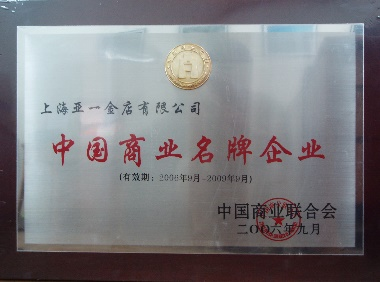 上海亚一金店有限公司
中国商业名牌企业
(有效期：2006年9月-2009年9月)
中国商业联合会
二〇〇六年九月